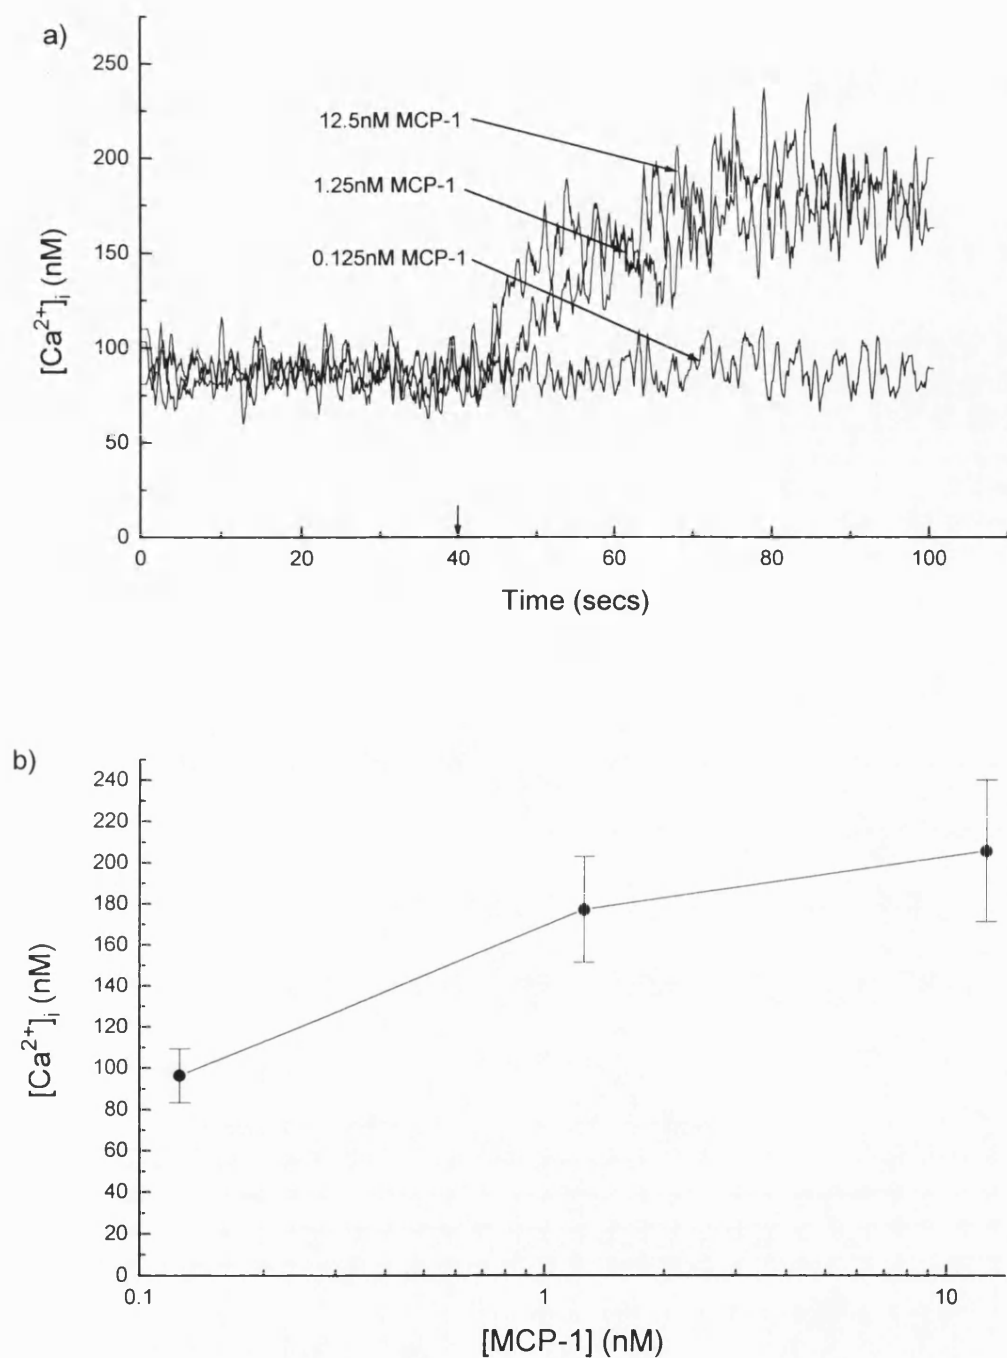 a)
250
200
150
100
50
0
[Ca²⁺]ᵢ (nM)
12.5nM MCP-1
1.25nM MCP-1
0.125nM MCP-1
0 20 40 60 80 100
Time (secs)
b)
240
220
200
180
160
140
120
100
80
60
40
20
0
[Ca²⁺]ᵢ (nM)
0.1 1 10
[MCP-1] (nM)